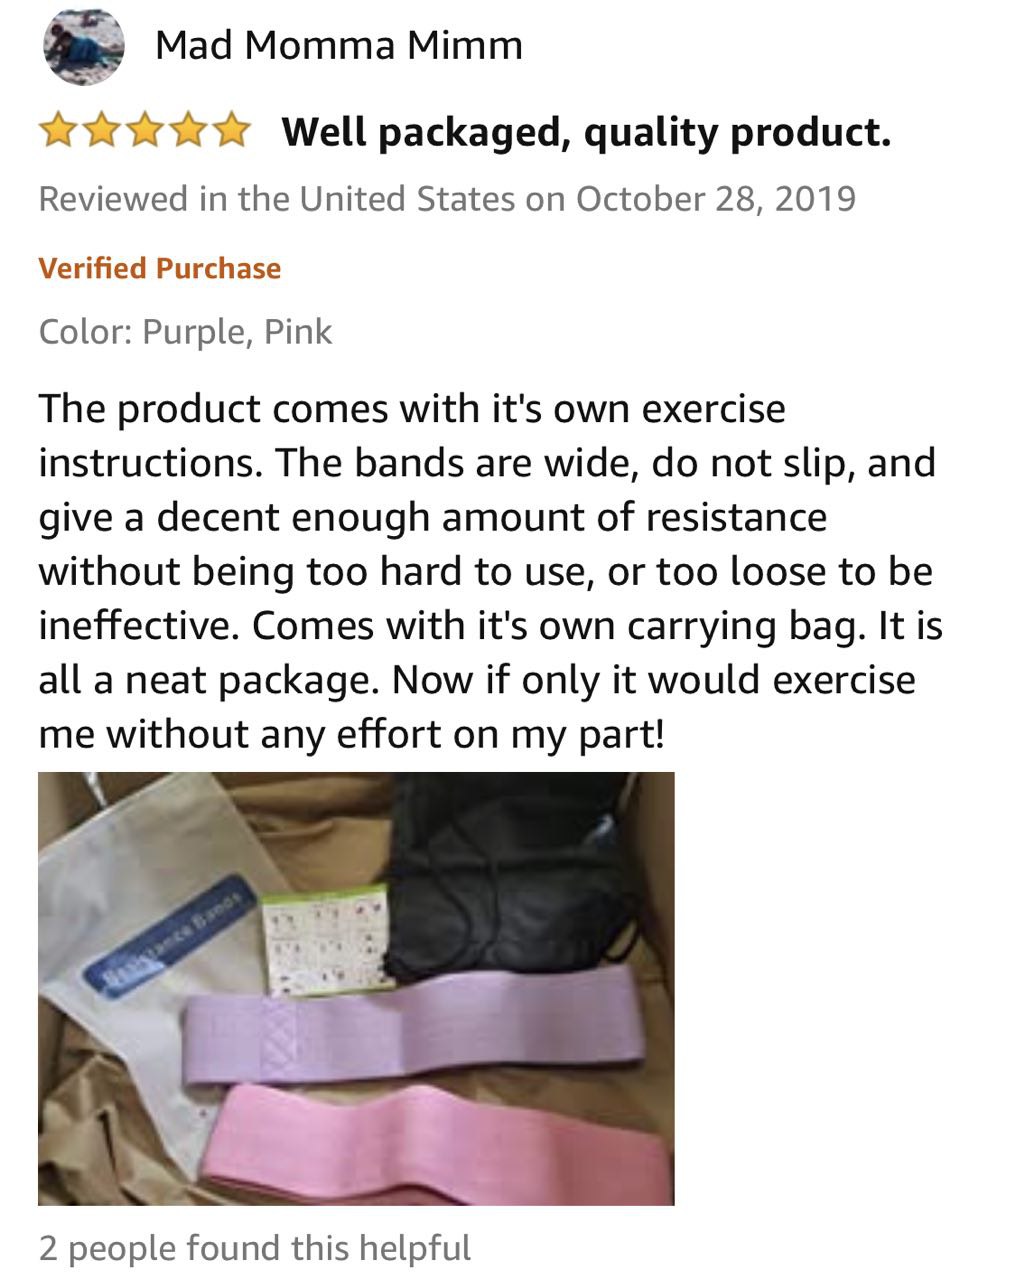 Mad Momma Mimm
Well packaged, quality product.
Reviewed in the United States on October 28, 2019
Verified Purchase
Color: Purple, Pink
The product comes with it's own exercise
instructions. The bands are wide, do not slip, and
give a decent enough amount of resistance
without being too hard to use, or too loose to be
ineffective. Comes with it's own carrying bag. It is
all a neat package. Now if only it would exercise
me without any effort on my part!
Resistance Bands
2 people found this helpful